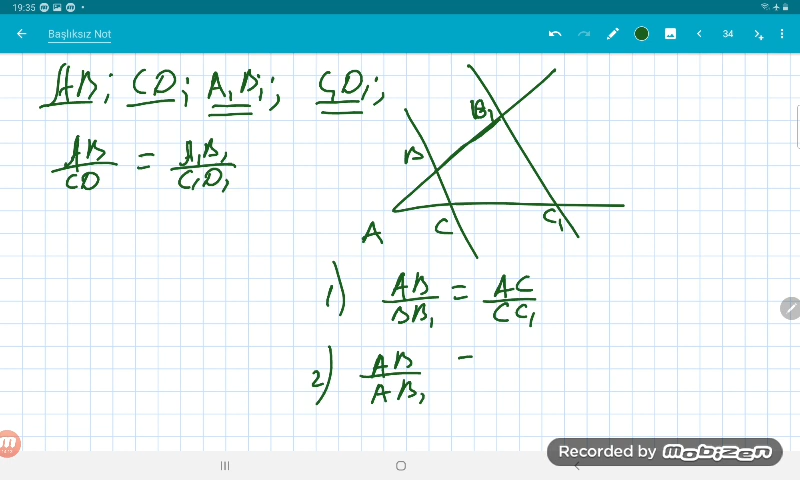 19:35
Başlıksız Not
34
AB; CD; A₁B₁; C₁D₁;
AB/CD = A₁B₁/C₁D₁
B₁
B
A
C
C₁
1) AB/BB₁ = AC/CC₁
2) AB/AB₁ =
Recorded by mobizen